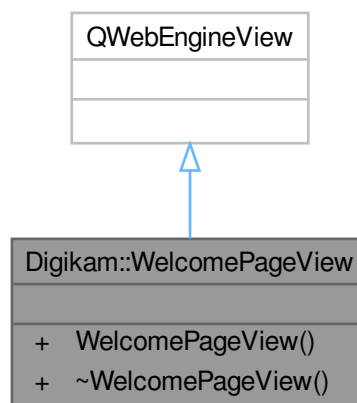 QWebEngineView
Digikam::WelcomePageView
+ WelcomePageView()
+ ~WelcomePageView()